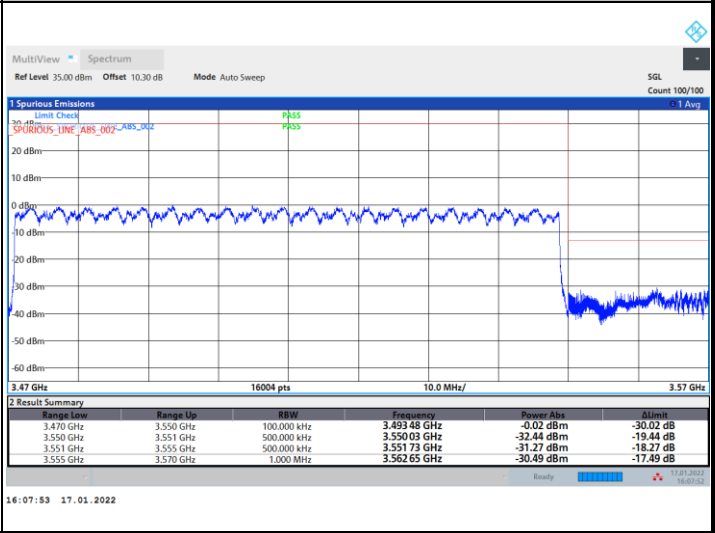 MultiView Spectrum
Ref Level 35.00 dBm Offset 10.30 dB Mode Auto Sweep SGL
Count 100/100
1 Spurious Emissions 1 Avg
Limit Check PASS
30 dBm
_SPURIOUS_LINE_ABS_002 PASS
20 dBm
10 dBm
0 dBm
-10 dBm
-20 dBm
-30 dBm
-40 dBm
-50 dBm
-60 dBm
3.47 GHz 16004 pts 10.0 MHz/ 3.57 GHz
2 Result Summary
Range Low Range Up RBW Frequency Power Abs ΔLimit
3.470 GHz 3.550 GHz 100.000 kHz 3.493 48 GHz -0.02 dBm -30.02 dB
3.550 GHz 3.551 GHz 500.000 kHz 3.550 03 GHz -32.44 dBm -19.44 dB
3.551 GHz 3.555 GHz 500.000 kHz 3.551 73 GHz -31.27 dBm -18.27 dB
3.555 GHz 3.570 GHz 1.000 MHz 3.562 65 GHz -30.49 dBm -17.49 dB
Ready 17.01.2022
16:07:52
16:07:53 17.01.2022